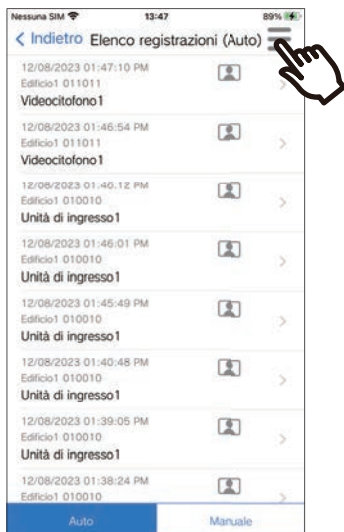 Nessuna SIM 13:47 89%
Indietro Elenco registrazioni (Auto)
12/08/2023 01:47:10 PM
Edificio1 011011
Videocitofono1
12/08/2023 01:46:54 PM
Edificio1 011011
Videocitofono1
12/08/2023 01:46:12 PM
Edificio1 010010
Unità di ingresso1
12/08/2023 01:46:01 PM
Edificio1 010010
Unità di ingresso1
12/08/2023 01:45:49 PM
Edificio1 010010
Unità di ingresso1
12/08/2023 01:40:48 PM
Edificio1 010010
Unità di ingresso1
12/08/2023 01:39:05 PM
Edificio1 010010
Unità di ingresso1
12/08/2023 01:38:24 PM
Edificio1 010010
Auto Manuale